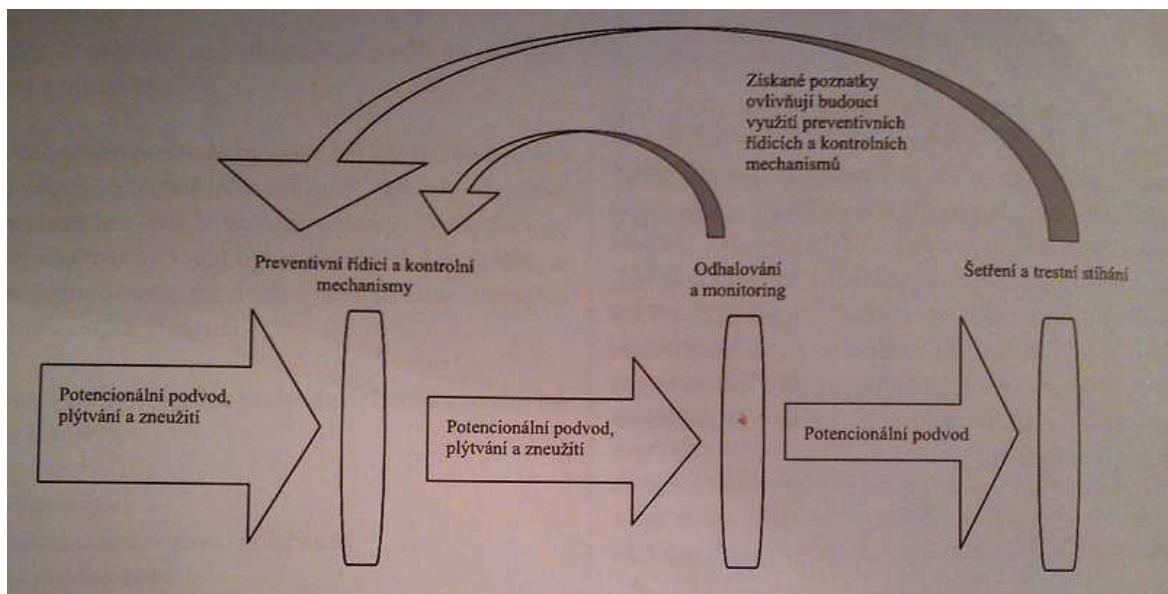 Získané poznatky
ovlivňují budoucí
využití preventivních
řídicích a kontrolních
mechanismů
Preventivní řídicí a kontrolní
mechanismy
Odhalování
a monitoring
Šetření a trestní stíhání
Potencionální podvod,
plýtvání a zneužití
Potencionální podvod,
plýtvání a zneužití
Potencionální podvod